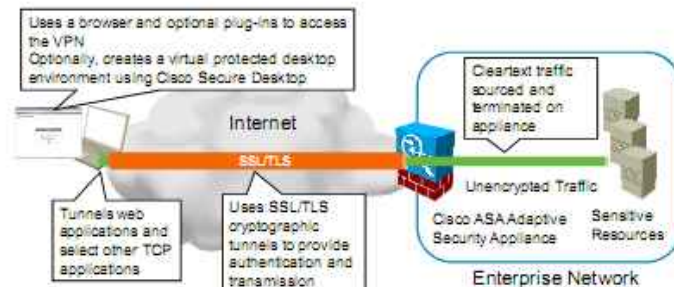 Uses a browser and optional plug-ins to access
the VPN
Optionally, creates a virtual protected desktop
environment using Cisco Secure Desktop
Internet
SSL/TLS
Cleartext traffic
sourced and
terminated on
appliance
Unencrypted Traffic
Tunnels web
applications and
select other TCP
applications
Uses SSL/TLS
cryptographic
tunnels to provide
authentication and
transmission
Cisco ASA Adaptive
Security Appliance
Sensitive
Resources
Enterprise Network